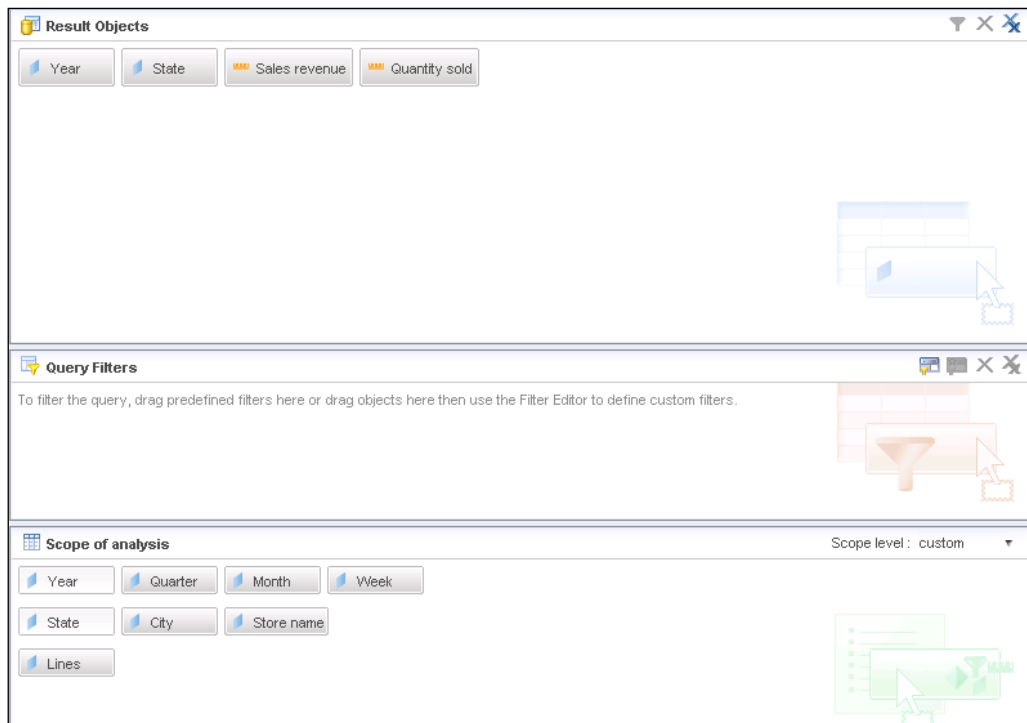 Result Objects
Year State Sales revenue Quantity sold
Query Filters
To filter the query, drag predefined filters here or drag objects here then use the Filter Editor to define custom filters.
Scope of analysis Scope level : custom
Year Quarter Month Week
State City Store name
Lines